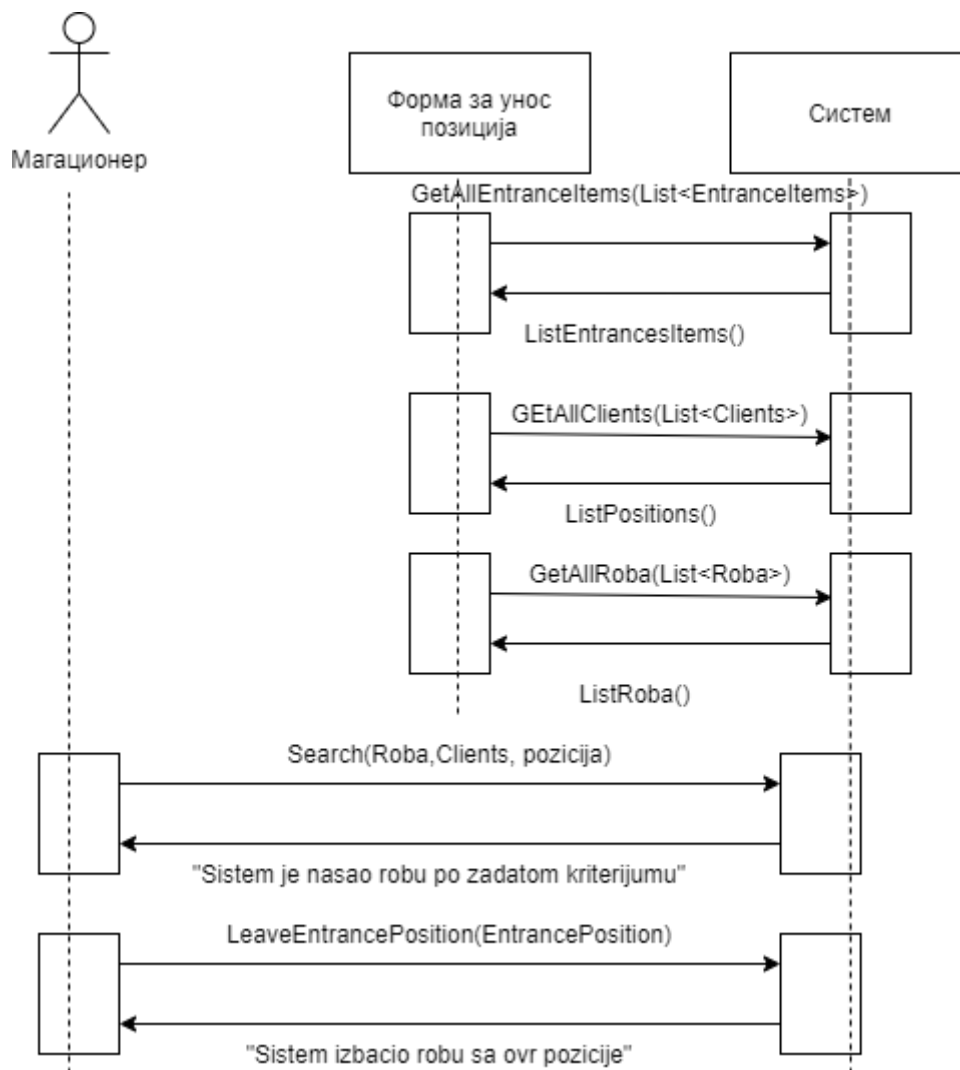 Магационер
Форма за унос
позиција
Систем
GetAllEntranceItems(List<EntranceItems>)
ListEntrancesItems()
GEtAllClients(List<Clients>)
ListPositions()
GetAllRoba(List<Roba>)
ListRoba()
Search(Roba,Clients, pozicija)
"Sistem je nasao robu po zadatom kriterijumu"
LeaveEntrancePosition(EntrancePosition)
"Sistem izbacio robu sa ovr pozicije"